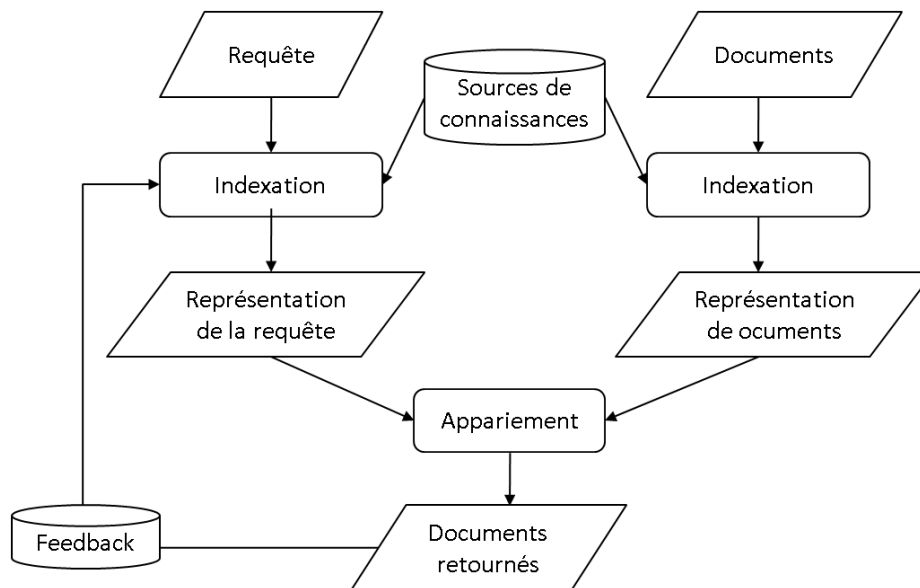 Requête
Documents
Sources de
connaissances
Indexation
Indexation
Représentation
de la requête
Représentation
de ocuments
Appariement
Feedback
Documents
retournés